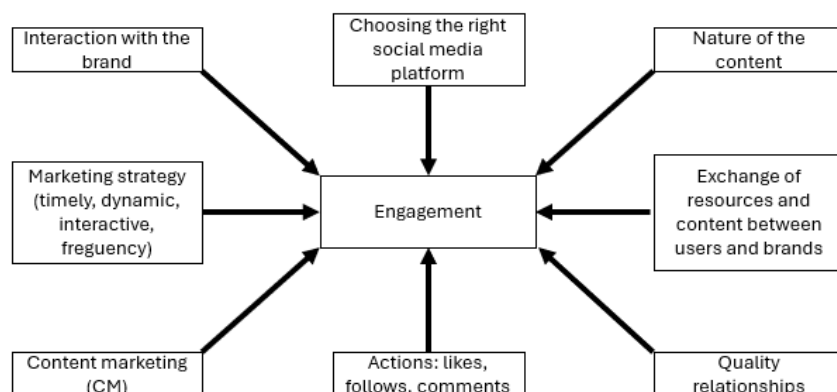 Interaction with the
brand
Choosing the right
social media
platform
Nature of the
content
Marketing strategy
(timely, dynamic,
interactive,
freguency)
Engagement
Exchange of
resources and
content between
users and brands
Content marketing
(CM)
Actions: likes,
follows, comments
Quality
relationships